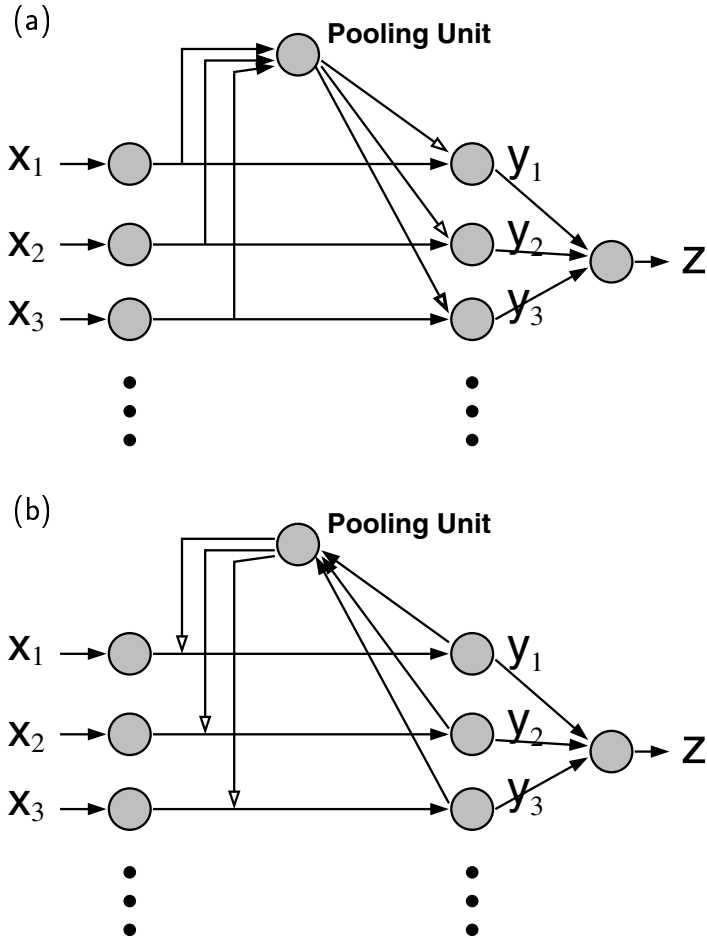 (a)
Pooling Unit
x1 y1
x2 y2
z
x3 y3
(b)
Pooling Unit
x1 y1
x2 y2
z
x3 y3